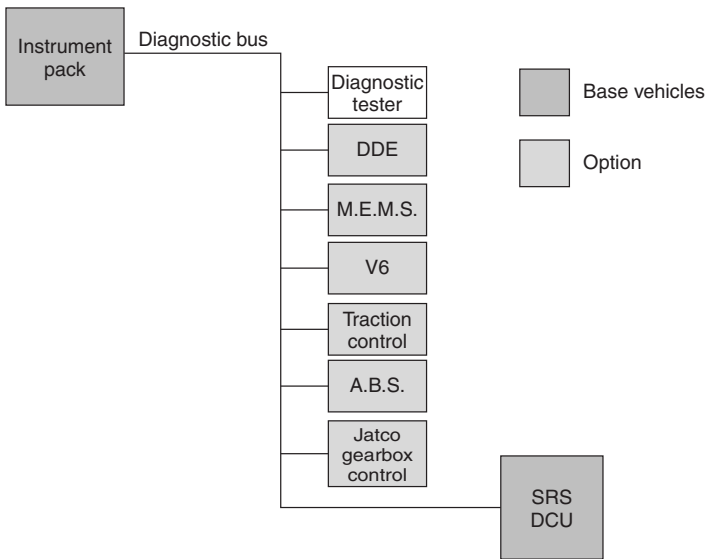 Instrument
pack
Diagnostic bus
Diagnostic
tester
Base vehicles
DDE
Option
M.E.M.S.
V6
Traction
control
A.B.S.
Jatco
gearbox
control
SRS
DCU